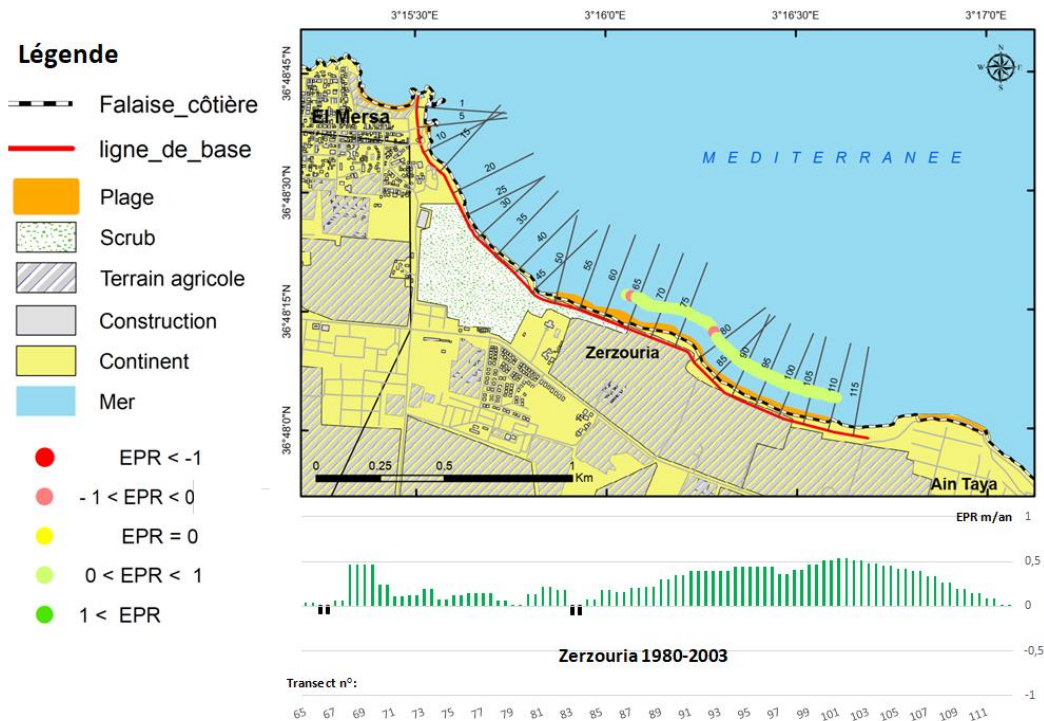 Légende
Falaise_côtière
ligne_de_base
Plage
Scrub
Terrain agricole
Construction
Continent
Mer
EPR < -1
- 1 < EPR < 0
EPR = 0
0 < EPR < 1
1 < EPR
3°15'30"E 3°16'0"E 3°16'30"E 3°17'0"E
36°48'45"N
36°48'30"N
36°48'15"N
36°48'0"N
N
W E
S
El Mersa
MEDITERRANEE
1
5
10
15
20
25
30
35
40
45
50
55
60
65
70
75
80
85
90
95
100
105
110
115
Zerzouria
Ain Taya
0 0.25 0.5 1
Km
EPR m/an
1
0,5
0
-0,5
-1
Zerzouria 1980-2003
Transect n°:
65 67 69 71 73 75 77 79 81 83 85 87 89 91 93 95 97 99 101 103 105 107 109 111